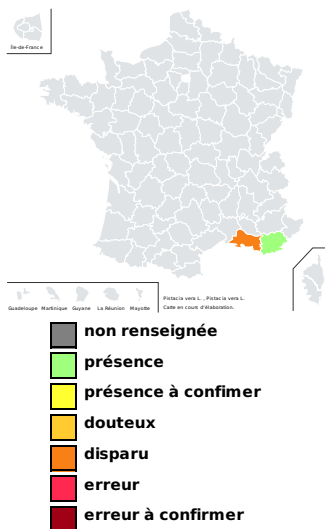 Île-de-France
Pistacia vera L. , Pistacia vera L.
Carte en cours d'élaboration.
Guadeloupe Martinique Guyane La Réunion Mayotte
non renseignée
présence
présence à confimer
douteux
disparu
erreur
erreur à confirmer